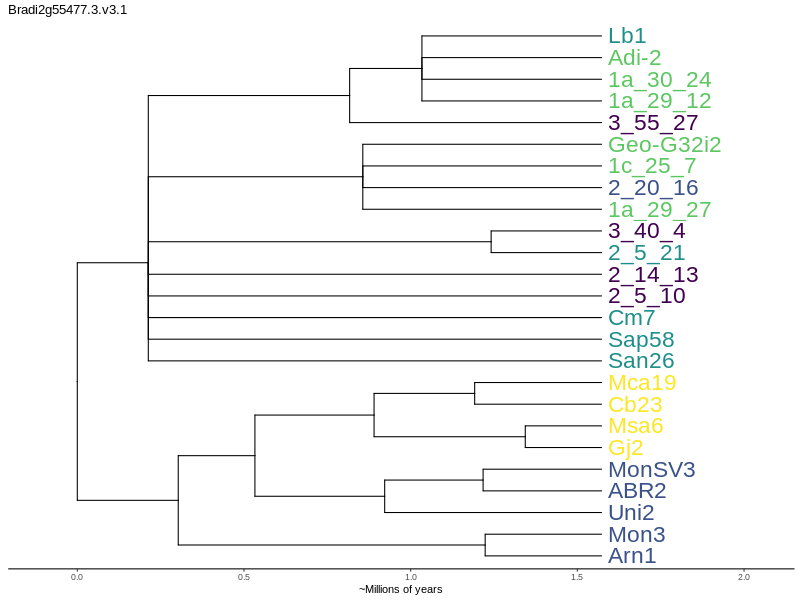 Bradi2g55477.3.v3.1
Lb1
Adi-2
1a_30_24
1a_29_12
3_55_27
Geo-G32i2
1c_25_7
2_20_16
1a_29_27
3_40_4
2_5_21
2_14_13
2_5_10
Cm7
Sap58
San26
Mca19
Cb23
Msa6
Gj2
MonSV3
ABR2
Uni2
Mon3
Arn1
0.0 0.5 1.0 1.5 2.0
~Millions of years